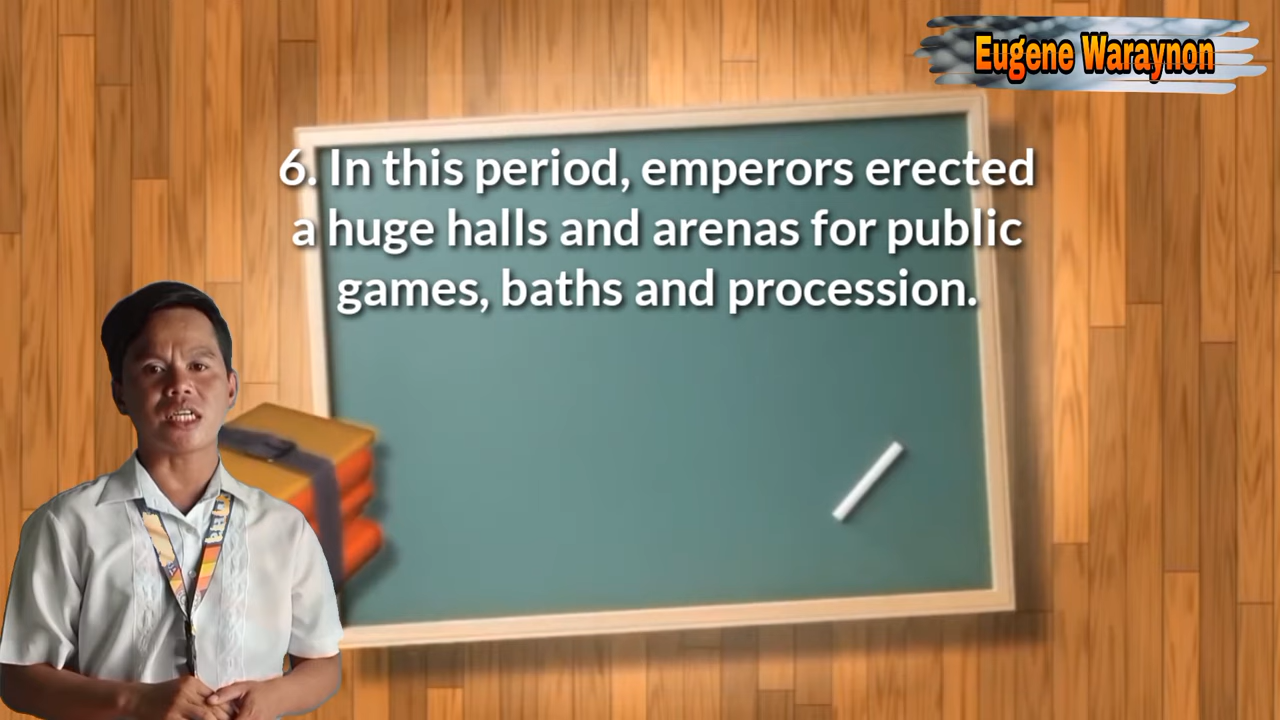 Eugene Waraynon
6. In this period, emperors erected
a huge halls and arenas for public
games, baths and procession.